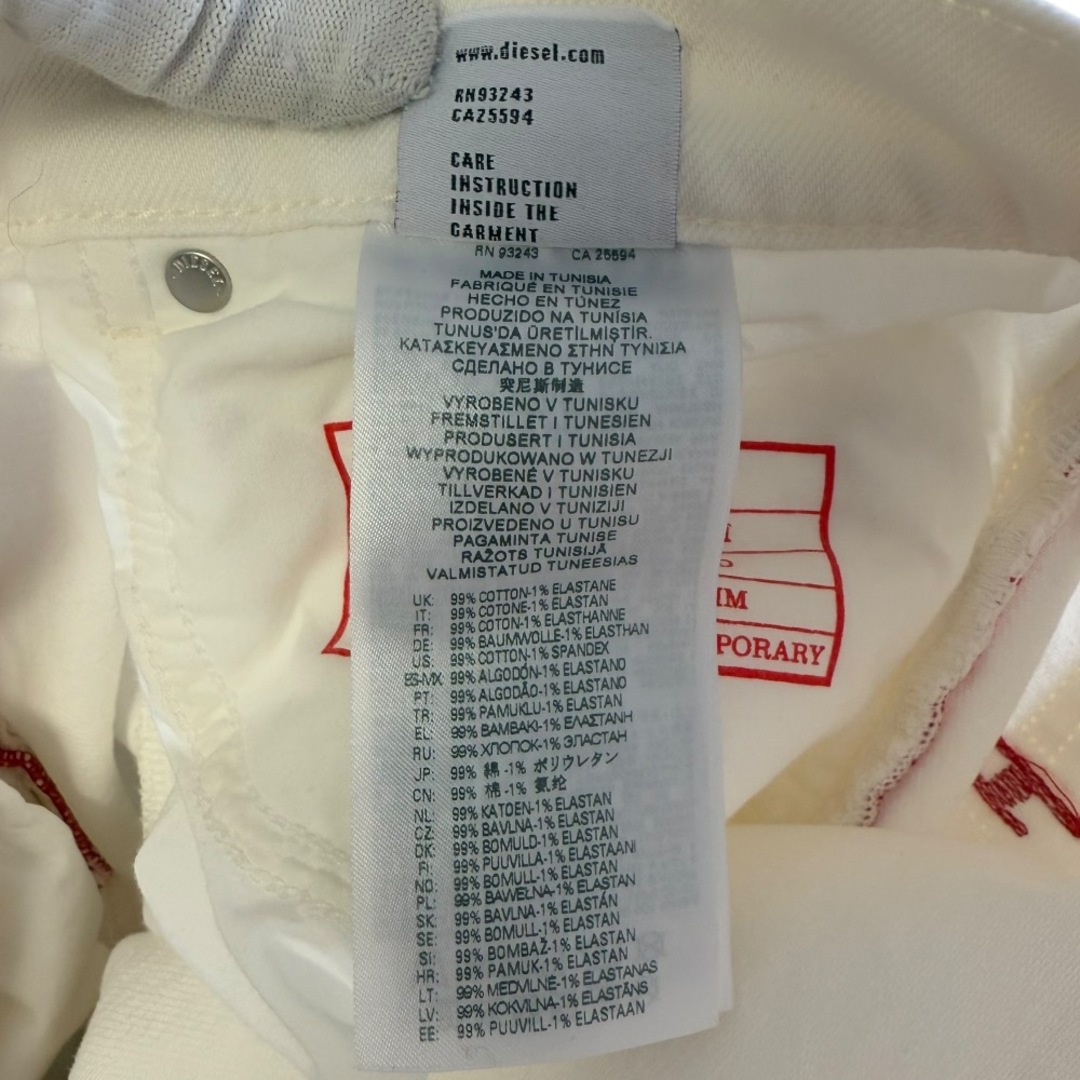 www.diesel.com
RN93243
CA25594
CARE
INSTRUCTION
INSIDE THE
GARMENT
RN 93243 CA 25594
DIESEL
MADE IN TUNISIA
FABRIQUÉ EN TUNISIE
HECHO EN TÚNEZ
PRODUZIDO NA TUNÍSIA
TUNUS'DA ÜRETİLMİŞTİR.
ΚΑΤΑΣΚΕΥΑΣΜΕΝΟ ΣΤΗΝ ΤΥΝΙΣΙΑ
СДЕЛАНО В ТУНИСЕ
突尼斯制造
VYROBENO V TUNISKU
FREMSTILLET I TUNESIEN
PRODUSERT I TUNISIA
WYPRODUKOWANO W TUNEZJI
VYROBENÉ V TUNISKU
TILLVERKAD I TUNISIEN
IZDELANO V TUNIZIJI
PROIZVEDENO U TUNISU
PAGAMINTA TUNISE
RAŽOTS TUNISIJĀ
VALMISTATUD TUNEESIAS
UK: 99% COTTON-1% ELASTANE
IT: 99% COTONE-1% ELASTAN
FR: 99% COTON-1% ELASTHANNE
DE: 99% BAUMWOLLE-1% ELASTHAN
US: 99% COTTON-1% SPANDEX
ES-MX: 99% ALGODÓN-1% ELASTANO
PT: 99% ALGODÃO-1% ELASTANO
TR: 99% PAMUKLU-1% ELASTAN
EL: 99% ΒΑΜΒΑΚΙ-1% ΕΛΑΣΤΑΝΗ
RU: 99% ХЛОПОК-1% ЭЛАСТАН
JP: 99% 綿 -1% ポリウレタン
CN: 99% 棉 -1% 氨纶
NL: 99% KATOEN-1% ELASTAN
CZ: 99% BAVLNA-1% ELASTAN
DK: 99% BOMULD-1% ELASTAN
FI: 99% PUUVILLA-1% ELASTAANI
NO: 99% BOMULL-1% ELASTAN
PL: 99% BAWEŁNA-1% ELASTAN
SK: 99% BAVLNA-1% ELASTÁN
SE: 99% BOMULL-1% ELASTAN
SI: 99% BOMBAŽ-1% ELASTAN
HR: 99% PAMUK-1% ELASTAN
LT: 99% MEDVILNĖ-1% ELASTANAS
LV: 99% KOKVILNA-1% ELASTĀNS
EE: 99% PUUVILL-1% ELASTAAN
IM
PORARY